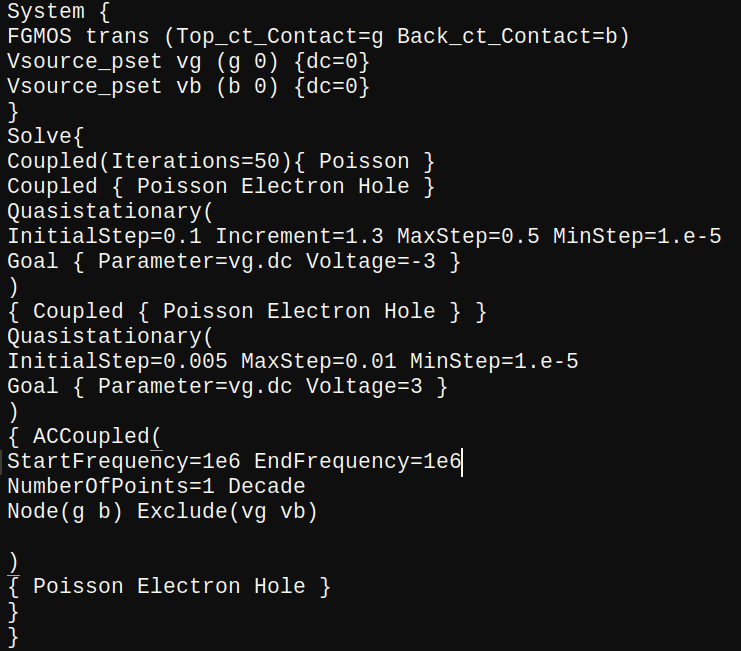 System {
FGMOS trans (Top_ct_Contact=g Back_ct_Contact=b)
Vsource_pset vg (g 0) {dc=0}
Vsource_pset vb (b 0) {dc=0}
}
Solve{
Coupled(Iterations=50){ Poisson }
Coupled { Poisson Electron Hole }
Quasistationary(
InitialStep=0.1 Increment=1.3 MaxStep=0.5 MinStep=1.e-5
Goal { Parameter=vg.dc Voltage=-3 }
)
{ Coupled { Poisson Electron Hole } }
Quasistationary(
InitialStep=0.005 MaxStep=0.01 MinStep=1.e-5
Goal { Parameter=vg.dc Voltage=3 }
)
{ ACCoupled(
StartFrequency=1e6 EndFrequency=1e6
NumberOfPoints=1 Decade
Node(g b) Exclude(vg vb)
)
{ Poisson Electron Hole }
}
}